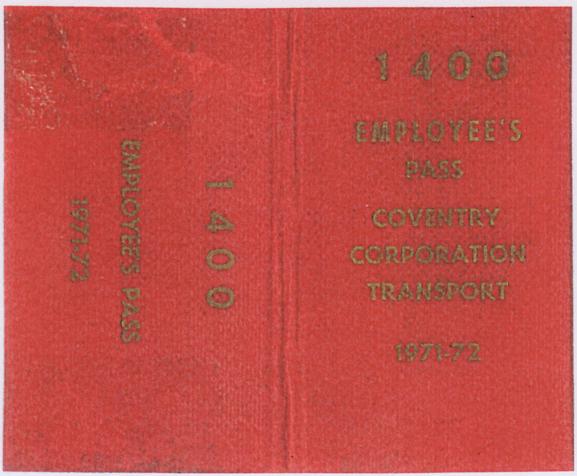 1400
EMPLOYEE'S PASS
1971-72
1400
EMPLOYEE'S
PASS
COVENTRY
CORPORATION
TRANSPORT
1971-72